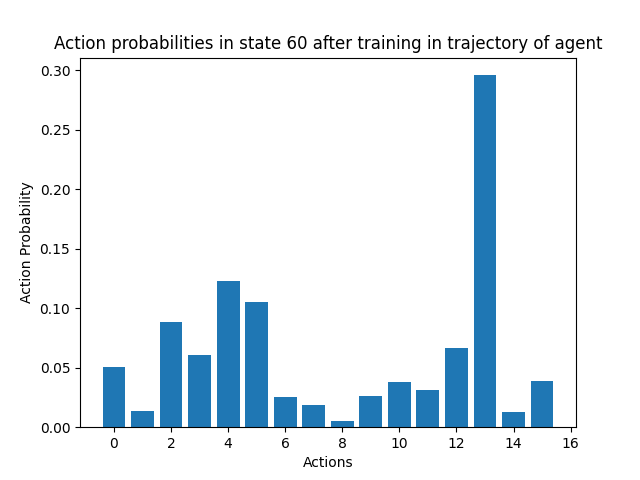 Action probabilities in state 60 after training in trajectory of agent
0.30
0.25
0.20
0.15
0.10
0.05
0.00
Action Probability
0 2 4 6 8 10 12 14 16
Actions